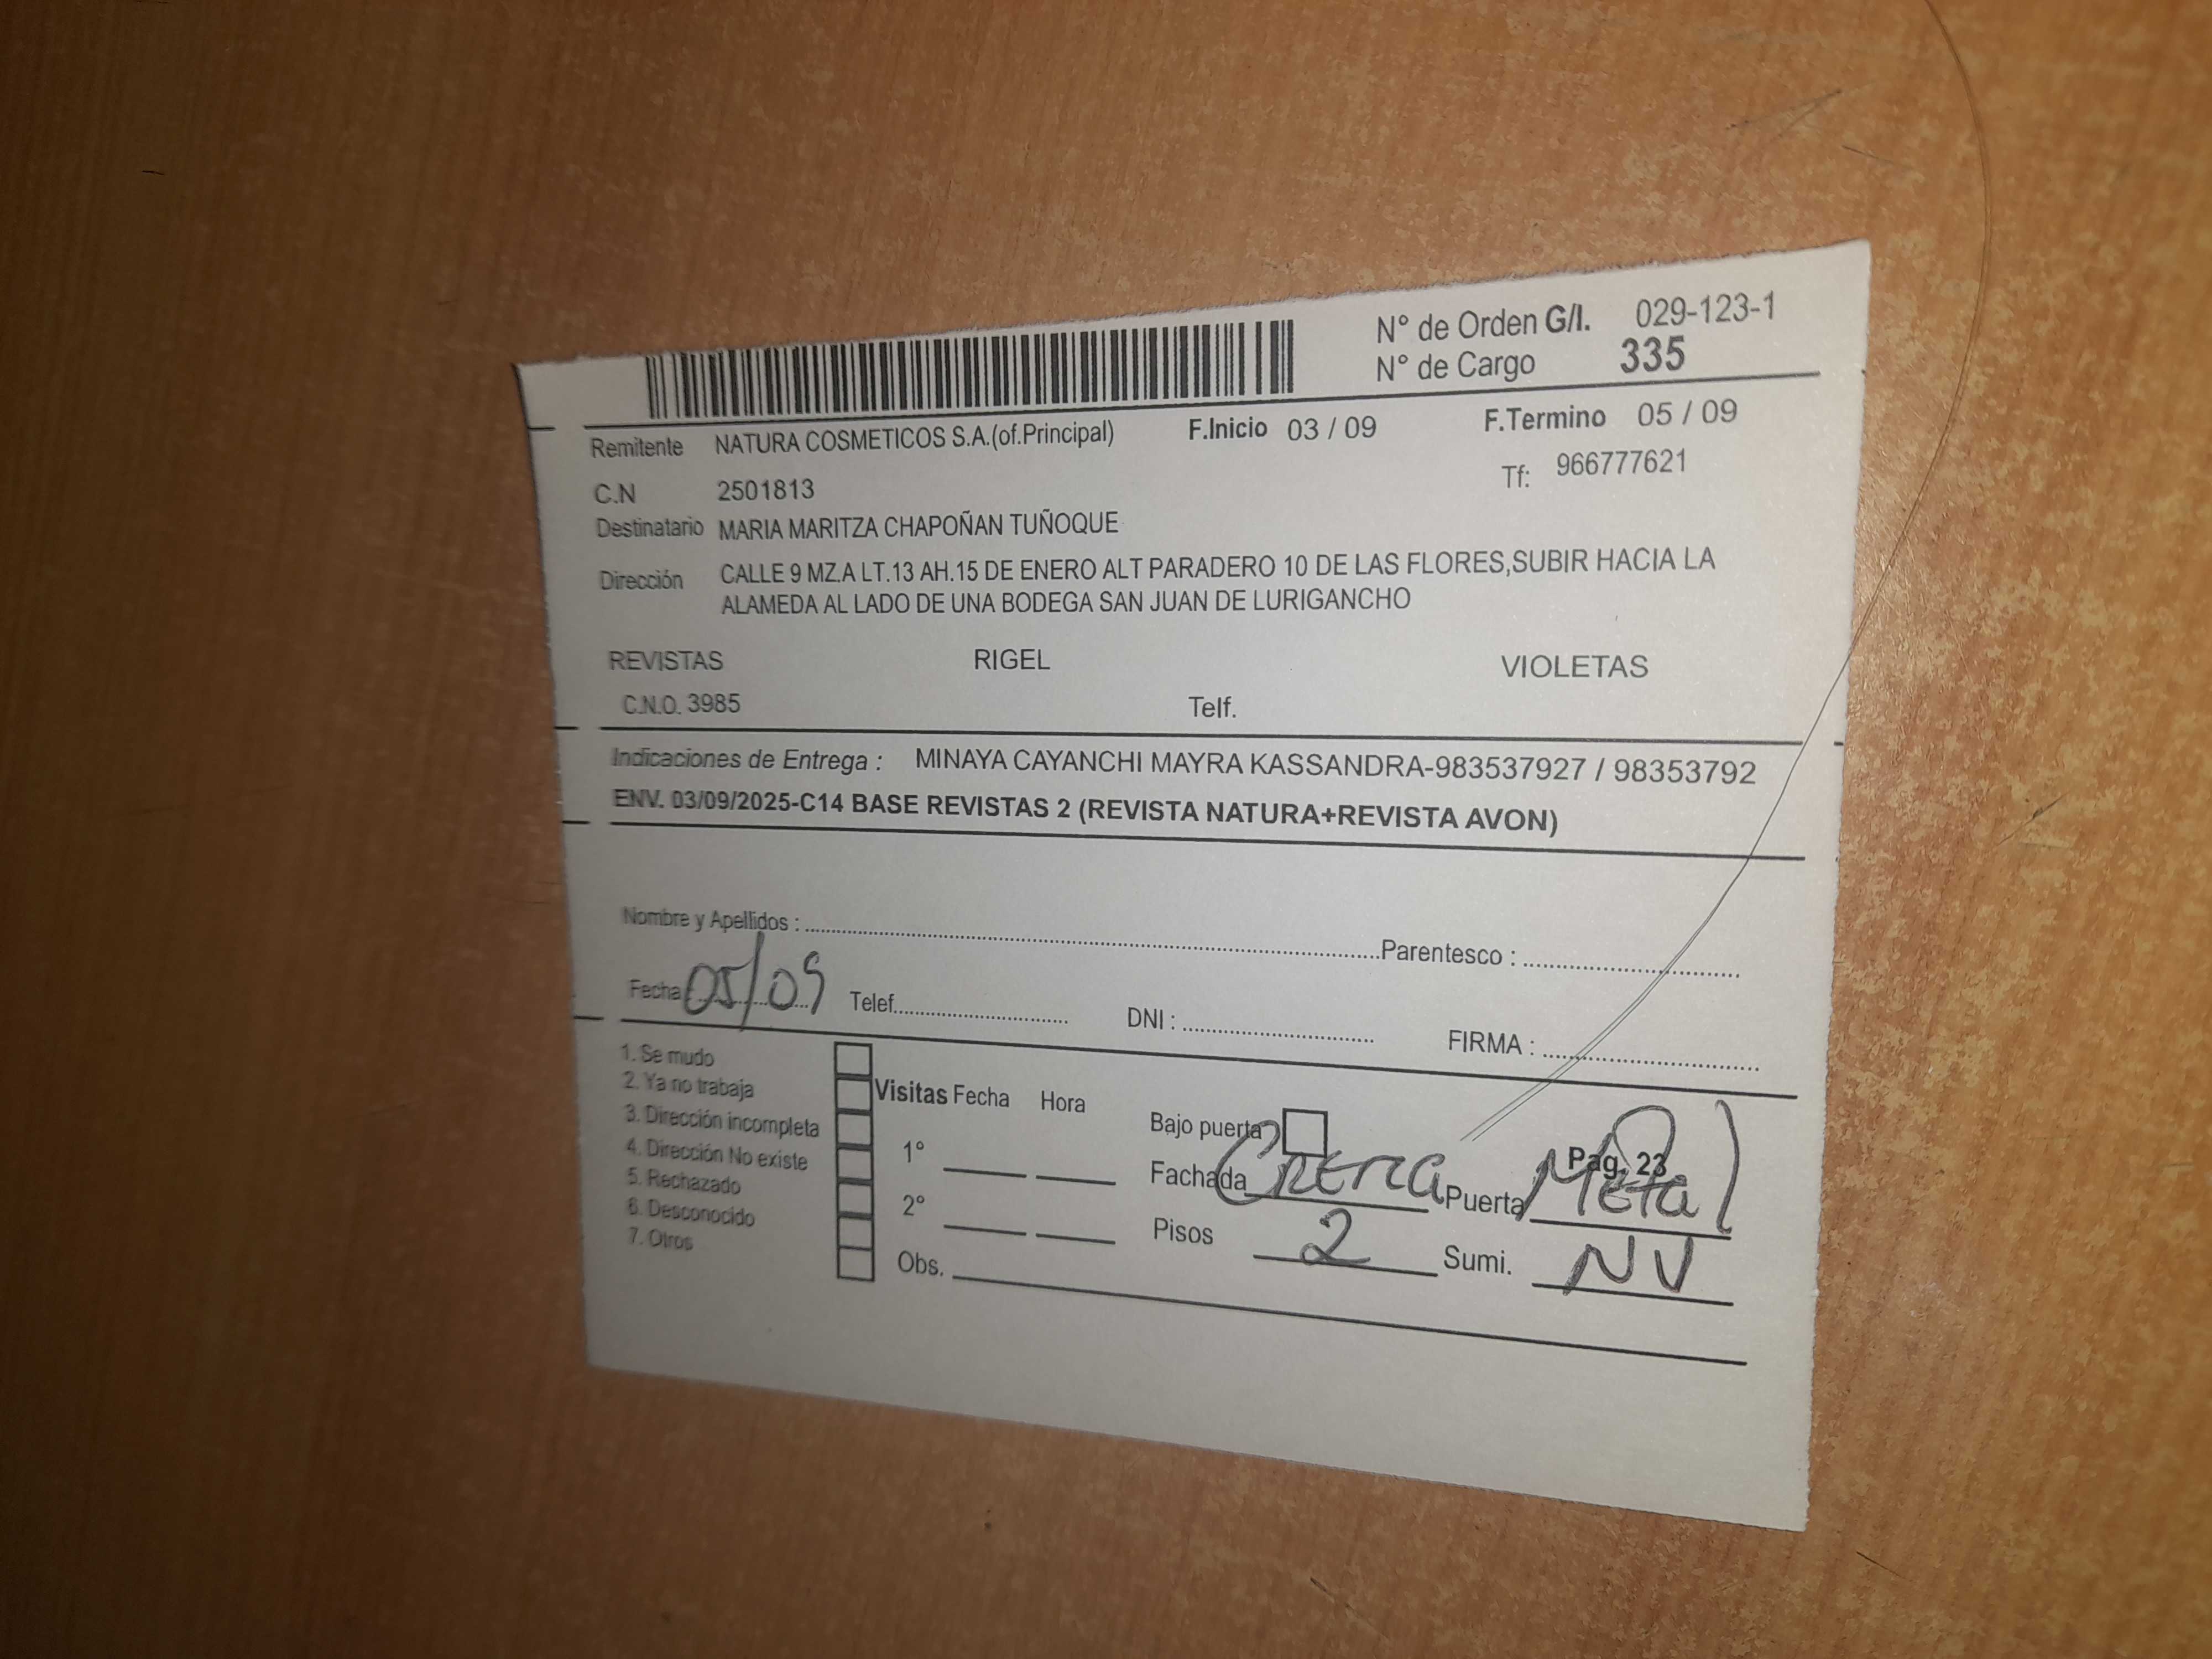 N° de Orden G/I. 029-123-1
N° de Cargo 335
Remitente NATURA COSMETICOS S.A.(of.Principal) F.Inicio 03 / 09 F.Termino 05 / 09
C.N 2501813 Tf: 966777621
Destinatario MARIA MARITZA CHAPOÑAN TUÑOQUE
Dirección CALLE 9 MZ.A LT.13 AH.15 DE ENERO ALT PARADERO 10 DE LAS FLORES,SUBIR HACIA LA
ALAMEDA AL LADO DE UNA BODEGA SAN JUAN DE LURIGANCHO
REVISTAS RIGEL VIOLETAS
C.N.O. 3985 Telf.
Indicaciones de Entrega : MINAYA CAYANCHI MAYRA KASSANDRA-983537927 / 98353792
ENV. 03/09/2025-C14 BASE REVISTAS 2 (REVISTA NATURA+REVISTA AVON)
Nombre y Apellidos : Parentesco :
Fecha 05/09 Telef. DNI : FIRMA :
1. Se mudo
2. Ya no trabaja
3. Dirección incompleta
4. Dirección No existe
5. Rechazado
6. Desconocido
7. Otros
Visitas Fecha Hora
1°
2°
Obs.
Bajo puerta
Pag. 23
Fachada Crema Puerta Metal
Pisos 2 Sumi. NV